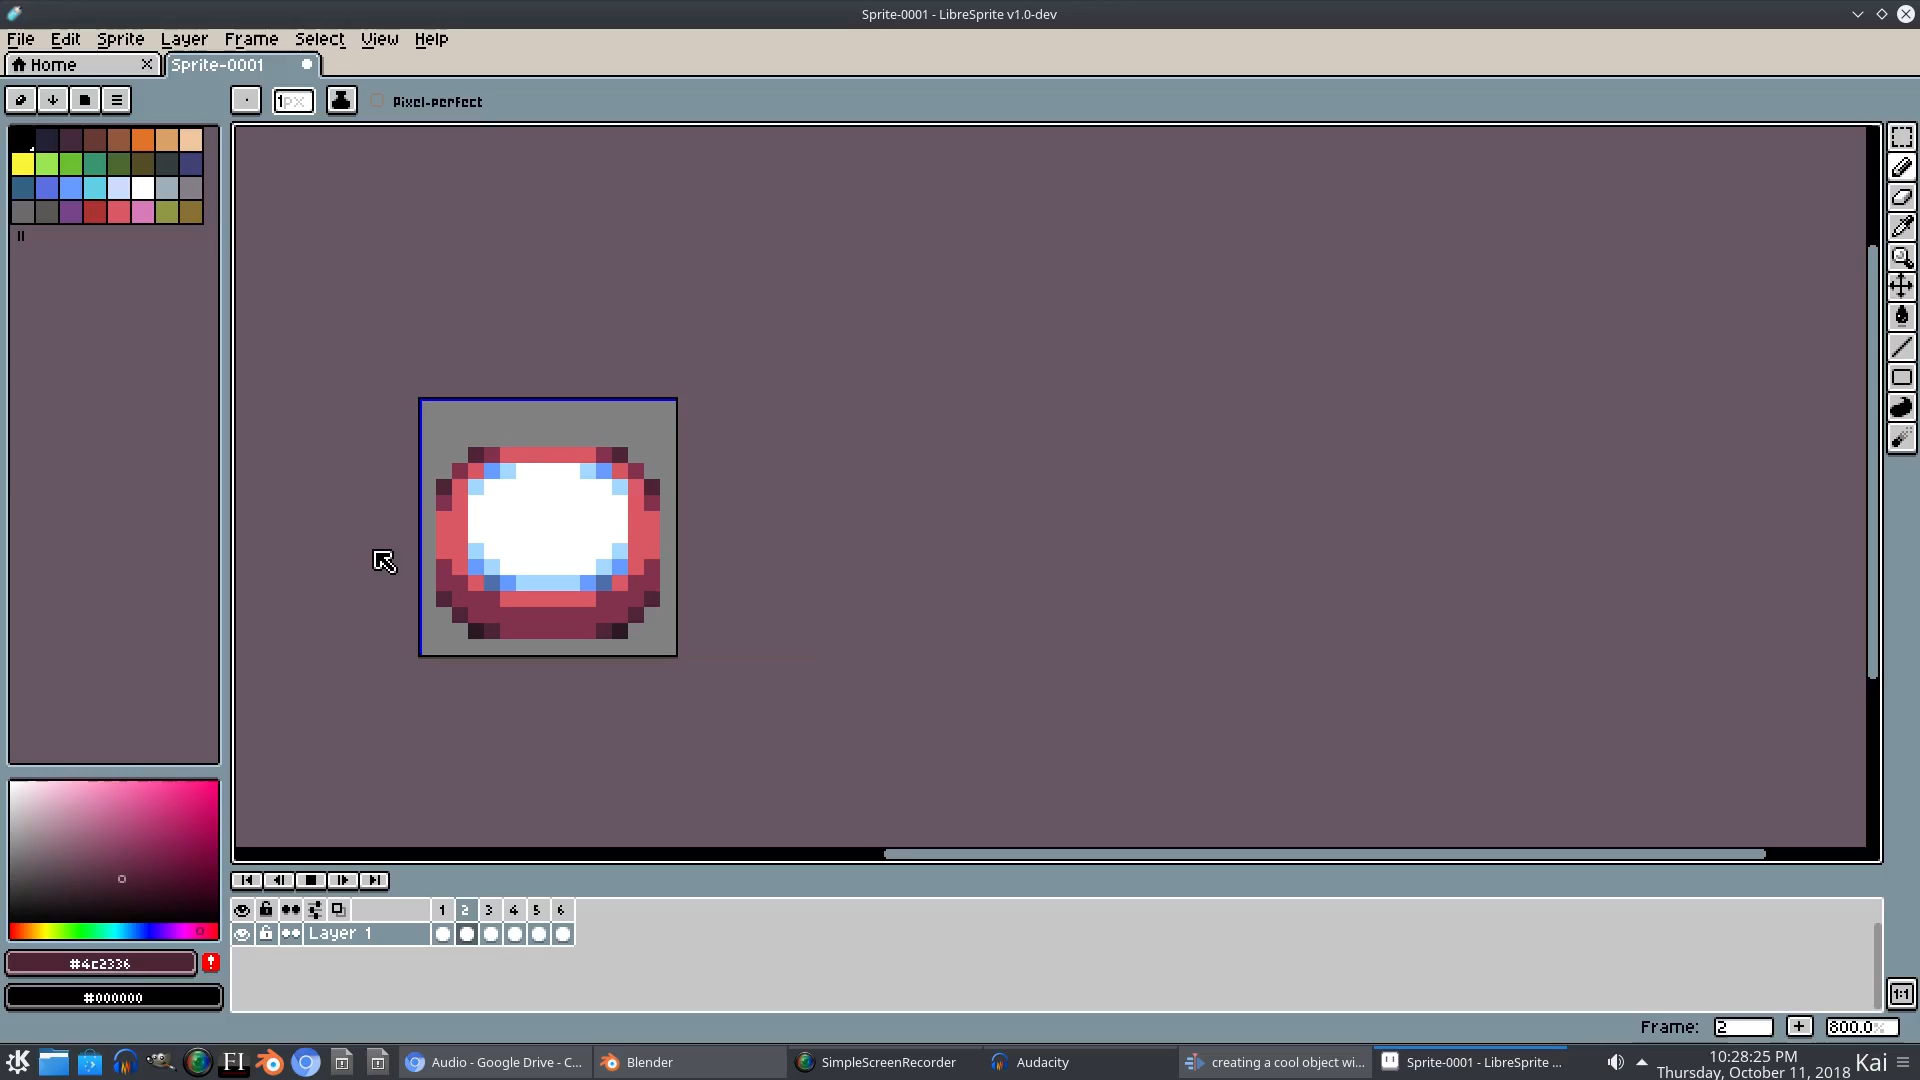 Sprite-0001 - LibreSprite v1.0-dev
File Edit Sprite Layer Frame Select View Help
Home Sprite-0001
1px Pixel-perfect
1 2 3 4 5 6
Layer 1
#4c2336
#000000
1:1
Frame: 2 800.0%
Audio - Google Drive - C... Blender SimpleScreenRecorder Audacity creating a cool object wi... Sprite-0001 - LibreSprite ... 10:28:25 PM Kai
Thursday, October 11, 2018